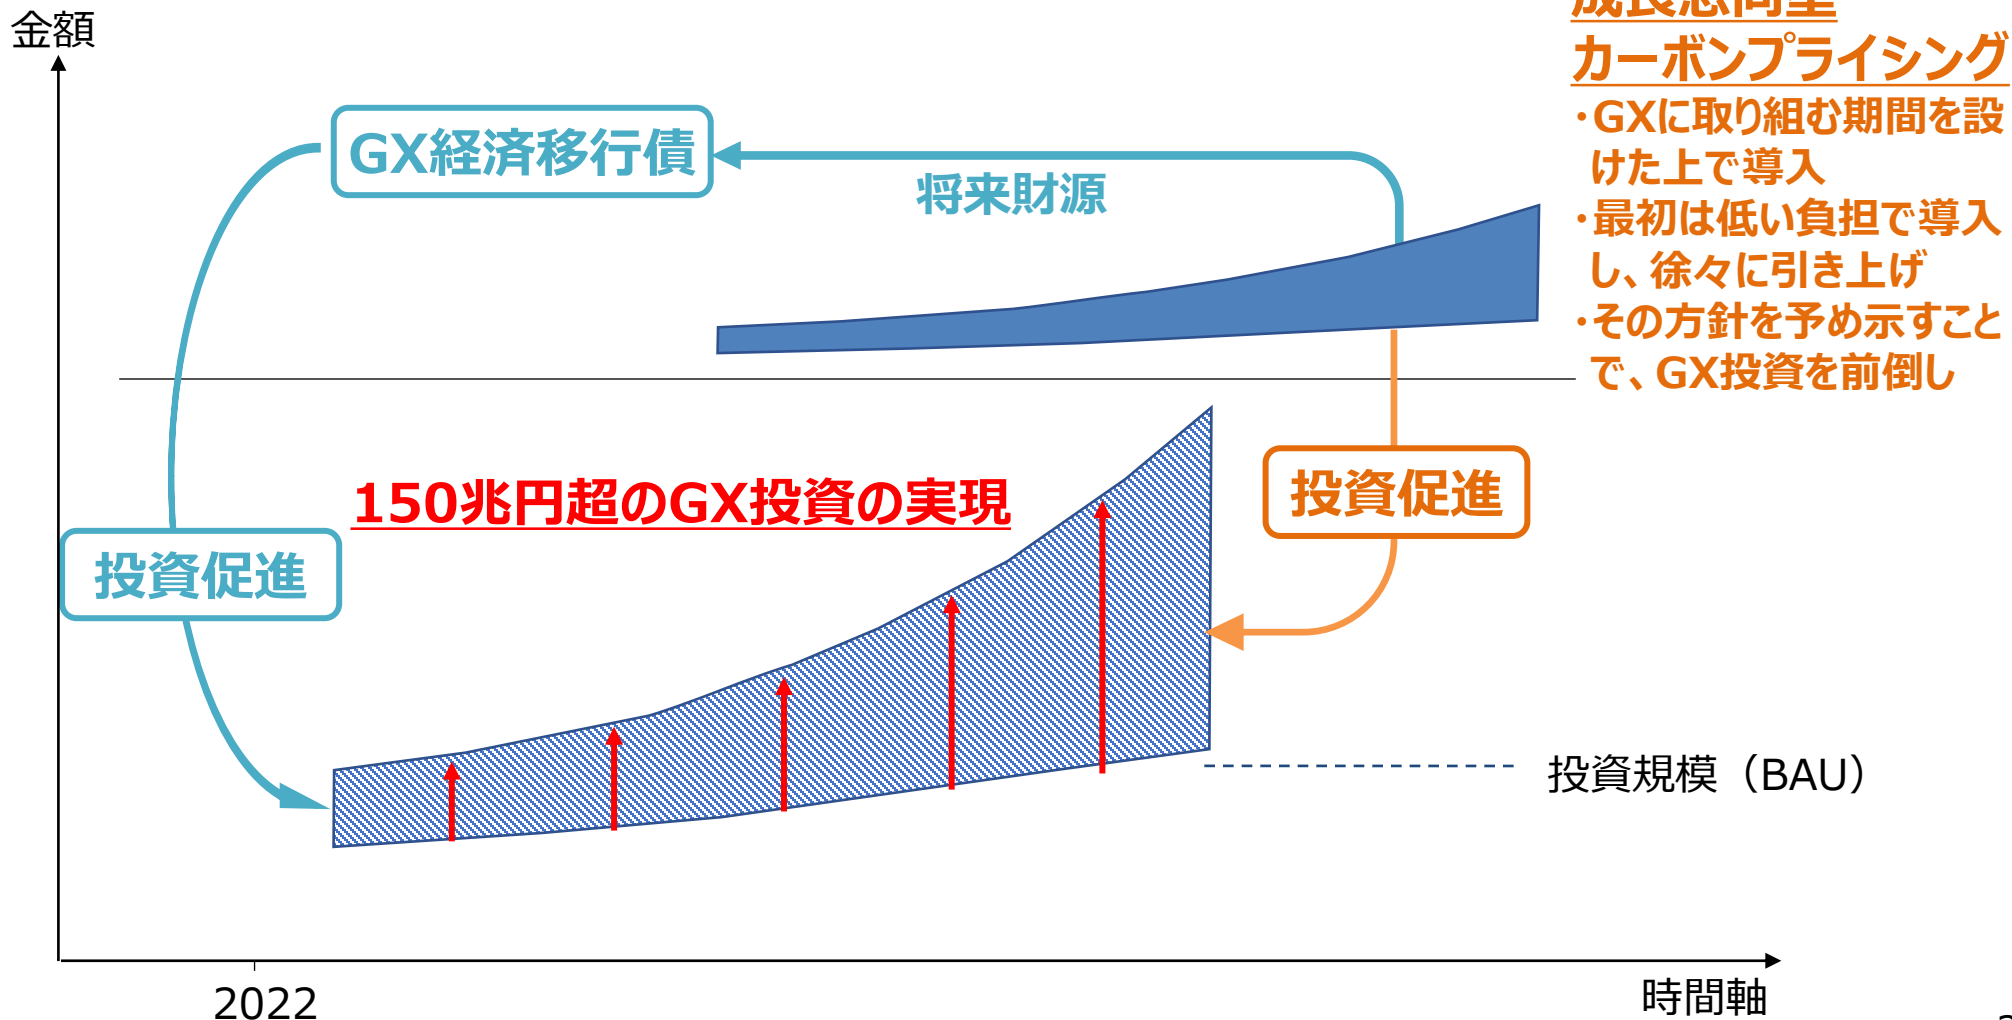 金額
成長志向型
カーボンプライシング
・GXに取り組む期間を設
けた上で導入
・最初は低い負担で導入
し、徐々に引き上げ
・その方針を予め示すこと
で、GX投資を前倒し
GX経済移行債
将来財源
150兆円超のGX投資の実現
投資促進
投資促進
投資規模（BAU）
2022
時間軸